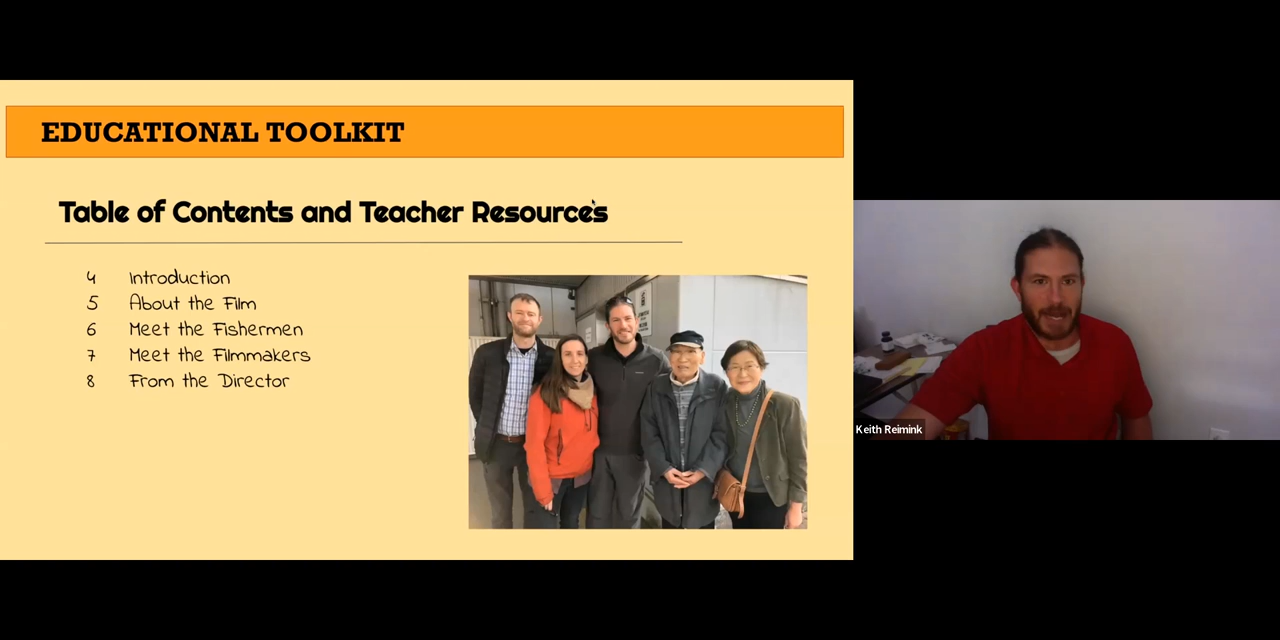 EDUCATIONAL TOOLKIT
Table of Contents and Teacher Resources
4 Introduction
5 About the Film
6 Meet the Fishermen
7 Meet the Filmmakers
8 From the Director
Keith Reimink